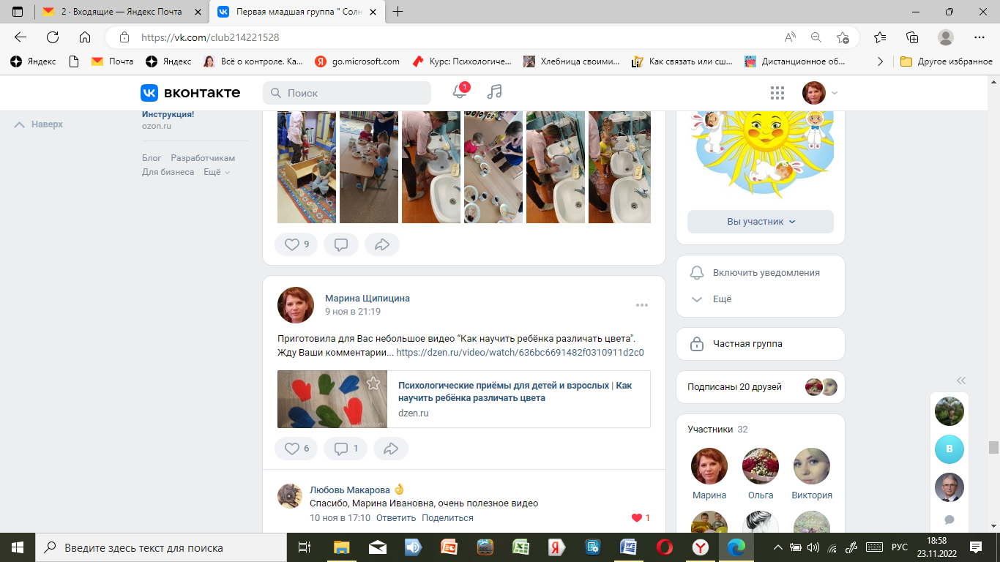 2 · Входящие — Яндекс Почта
Первая младшая группа " Солн
https://vk.com/club214221528
Яндекс
Почта
Яндекс
Всё о контроле. Ка...
go.microsoft.com
Курс: Психологиче...
Хлебница своими...
Как связать или сш...
Дистанционное об...
Другое избранное
вконтакте
Поиск
1
Наверх
Инструкция!
ozon.ru
Блог Разработчикам
Для бизнеса Ещё
9
Вы участник
Включить уведомления
Ещё
Частная группа
Подписаны 20 друзей
Участники 32
Марина Ольга Виктория
В
Марина Щипицина
9 ноя в 21:19
Приготовила для Вас небольшое видео “Как научить ребёнка различать цвета".
Жду Ваши комментарии... https://dzen.ru/video/watch/636bc6691482f0310911d2c0
Психологические приёмы для детей и взрослых | Как
научить ребёнка различать цвета
dzen.ru
6 1
Любовь Макарова 👌
Спасибо, Марина Ивановна, очень полезное видео
10 ноя в 17:10 Ответить Поделиться
1
Введите здесь текст для поиска
РУС
18:58
23.11.2022